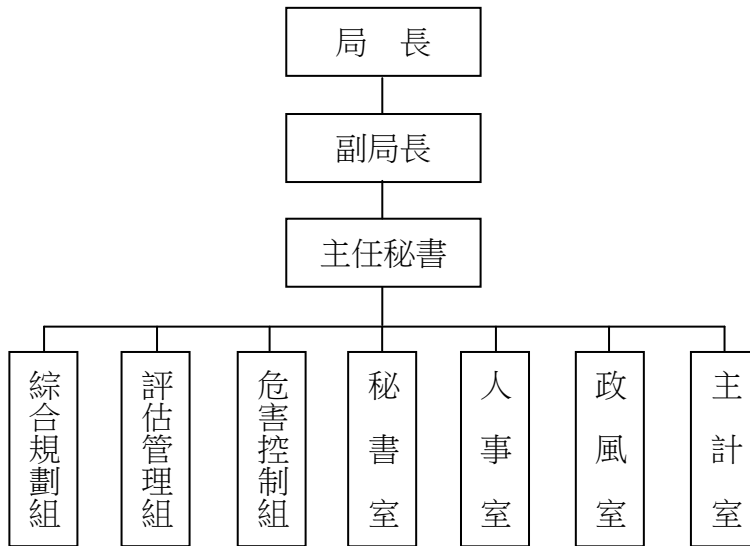 局　長
副局長
主任秘書
綜合規劃組
評估管理組
危害控制組
秘書室
人事室
政風室
主計室